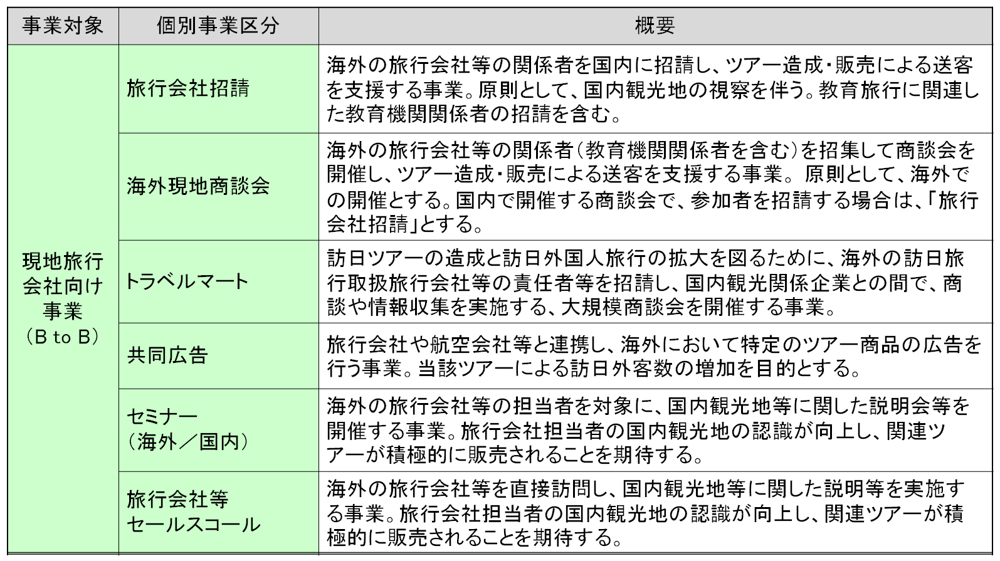 事業対象
個別事業区分
概要
現地旅行
会社向け
事業
（B to B）
旅行会社招請
海外の旅行会社等の関係者を国内に招請し、ツアー造成・販売による送客
を支援する事業。原則として、国内観光地の視察を伴う。教育旅行に関連し
た教育機関関係者の招請を含む。
海外現地商談会
海外の旅行会社等の関係者（教育機関関係者を含む）を招集して商談会を
開催し、ツアー造成・販売による送客を支援する事業。 原則として、海外で
の開催とする。国内で開催する商談会で、参加者を招請する場合は、「旅行
会社招請」とする。
トラベルマート
訪日ツアーの造成と訪日外国人旅行の拡大を図るために、海外の訪日旅
行取扱旅行会社等の責任者等を招請し、国内観光関係企業との間で、商
談や情報収集を実施する、大規模商談会を開催する事業。
共同広告
旅行会社や航空会社等と連携し、海外において特定のツアー商品の広告を
行う事業。当該ツアーによる訪日外客数の増加を目的とする。
セミナー
（海外／国内）
海外の旅行会社等の担当者を対象に、国内観光地等に関した説明会等を
開催する事業。旅行会社担当者の国内観光地の認識が向上し、関連ツ
アーが積極的に販売されることを期待する。
旅行会社等
セールスコール
海外の旅行会社等を直接訪問し、国内観光地等に関した説明等を実施す
る事業。旅行会社担当者の国内観光地の認識が向上し、関連ツアーが積
極的に販売されることを期待する。